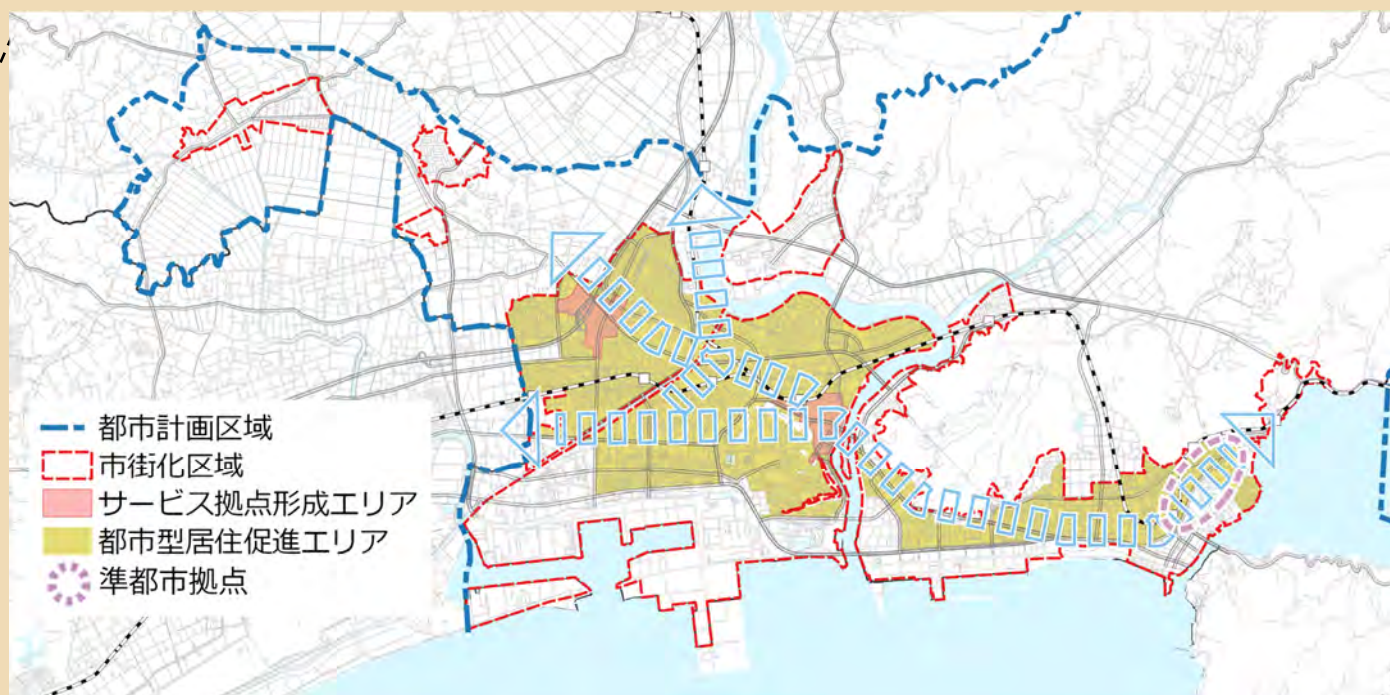 都市計画区域
市街化区域
サービス拠点形成エリア
都市型居住促進エリア
準都市拠点